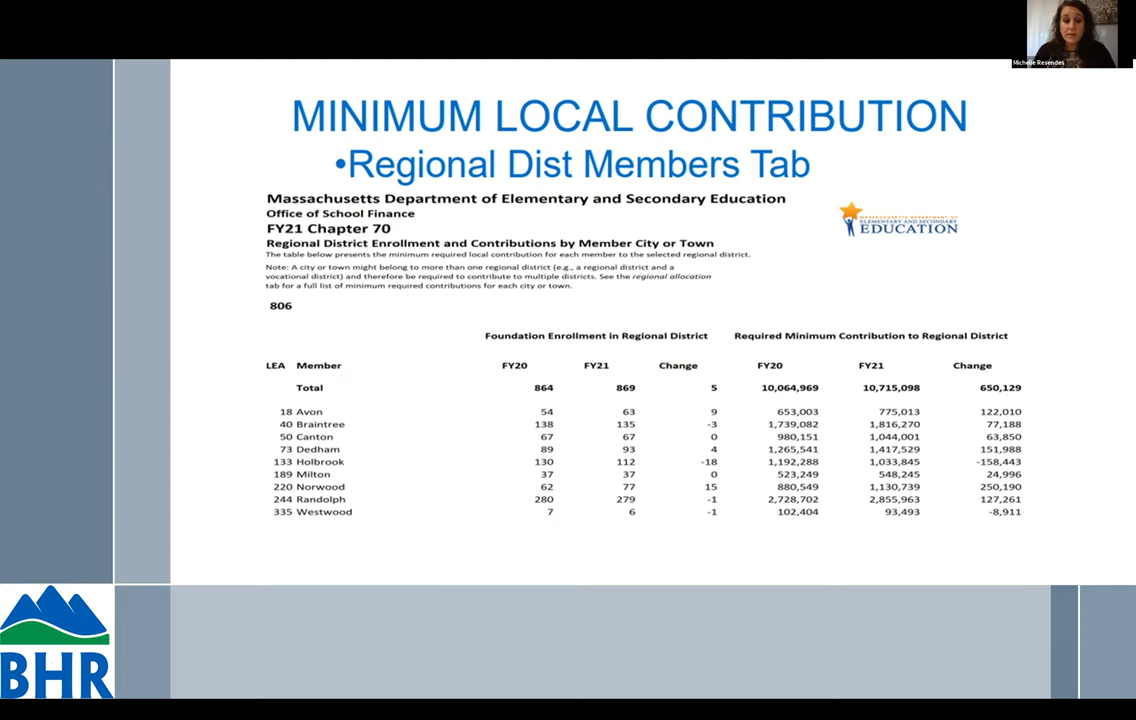 Michelle Resendes
MINIMUM LOCAL CONTRIBUTION
•Regional Dist Members Tab
Massachusetts Department of Elementary and Secondary Education
Office of School Finance
FY21 Chapter 70
Regional District Enrollment and Contributions by Member City or Town
The table below presents the minimum required local contribution for each member to the selected regional district.
Note: A city or town might belong to more than one regional district (e.g., a regional district and a
vocational district) and therefore be required to contribute to multiple districts. See the regional allocation
tab for a full list of minimum required contributions for each city or town.
MASSACHUSETTS DEPARTMENT OF
ELEMENTARY AND SECONDARY
EDUCATION
806
Foundation Enrollment in Regional District Required Minimum Contribution to Regional District
LEA Member FY20 FY21 Change FY20 FY21 Change
Total 864 869 5 10,064,969 10,715,098 650,129
18 Avon 54 63 9 653,003 775,013 122,010
40 Braintree 138 135 -3 1,739,082 1,816,270 77,188
50 Canton 67 67 0 980,151 1,044,001 63,850
73 Dedham 89 93 4 1,265,541 1,417,529 151,988
133 Holbrook 130 112 -18 1,192,288 1,033,845 -158,443
189 Milton 37 37 0 523,249 548,245 24,996
220 Norwood 62 77 15 880,549 1,130,739 250,190
244 Randolph 280 279 -1 2,728,702 2,855,963 127,261
335 Westwood 7 6 -1 102,404 93,493 -8,911
BHR